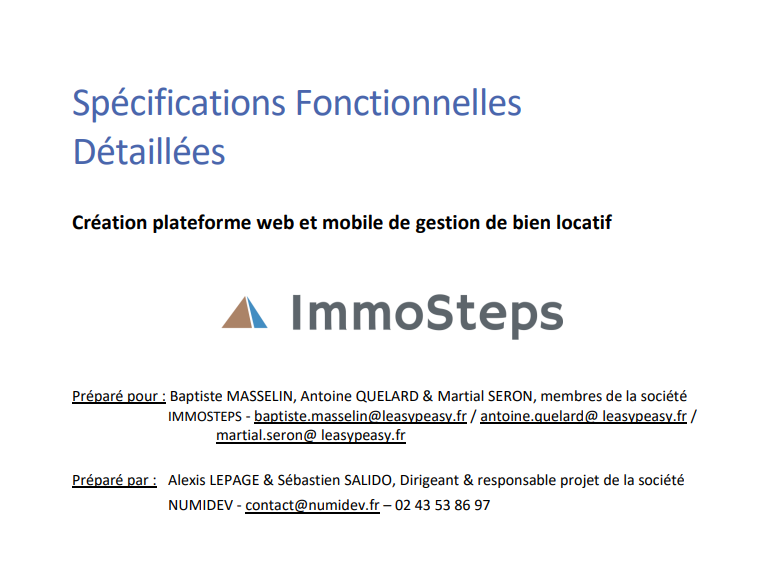 Spécifications Fonctionnelles
Détaillées
Création plateforme web et mobile de gestion de bien locatif
ImmoSteps
Préparé pour : Baptiste MASSELIN, Antoine QUELARD & Martial SERON, membres de la société
IMMOSTEPS - baptiste.masselin@leasypeasy.fr / antoine.quelard@ leasypeasy.fr /
martial.seron@ leasypeasy.fr
Préparé par : Alexis LEPAGE & Sébastien SALIDO, Dirigeant & responsable projet de la société
NUMIDEV - contact@numidev.fr – 02 43 53 86 97